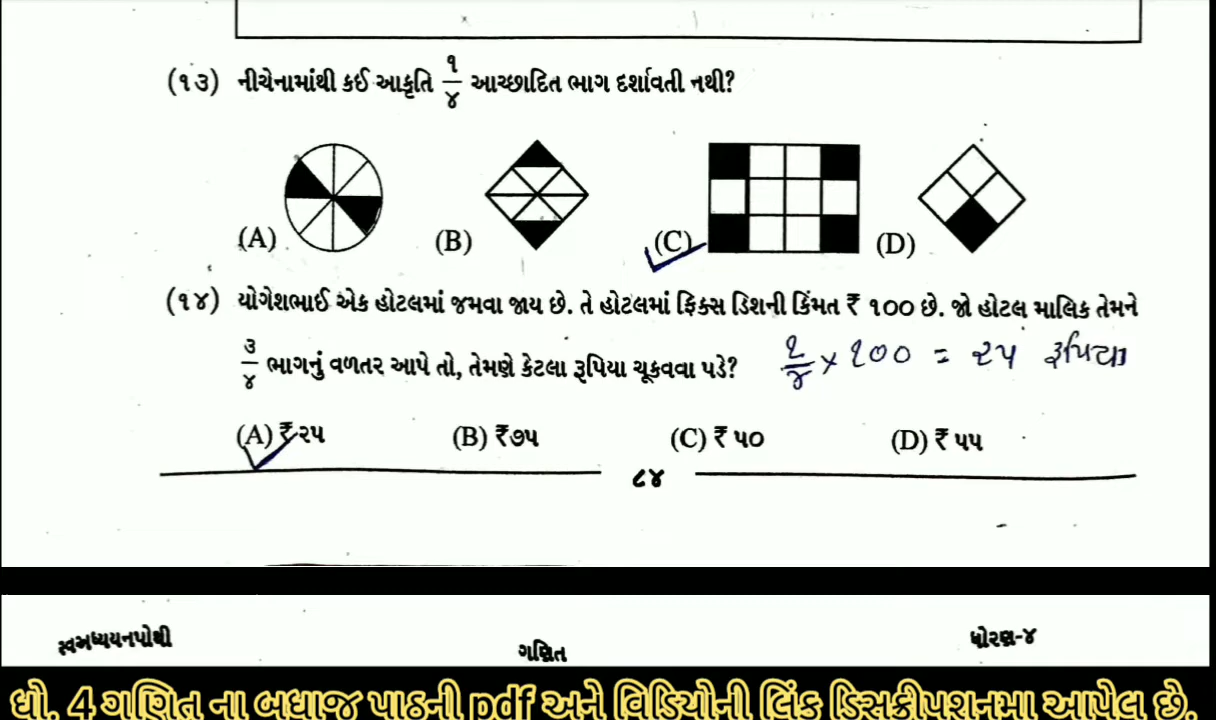 (૧૩) નીચેનામાંથી કઈ આકૃતિ ૧/૪ આચ્છાદિત ભાગ દર્શાવતી નથી?
(A) (B) (C) (D)
(૧૪) યોગેશભાઈ એક હોટલમાં જમવા જાય છે. તે હોટલમાં ફિક્સ ડિશની કિંમત ₹ ૧૦૦ છે. જો હોટલ માલિક તેમને
૩/૪ ભાગનું વળતર આપે તો, તેમણે કેટલા રૂપિયા ચૂકવવા પડે? ૧/૪ × ૧૦૦ = ૨૫ રૂપિયા
(A) ₹ ૨૫ (B) ₹૭૫ (C) ₹ ૫૦ (D) ₹ ૫૫
૮૪
સ્વઅધ્યયનપોથી ગણિત ધોરણ-૪
ધો. 4 ગાણિત ના બધાજ પાઠની pdf અને વિડિયોની લિંક ડિસક્રીપશનમા આપેલ છે.